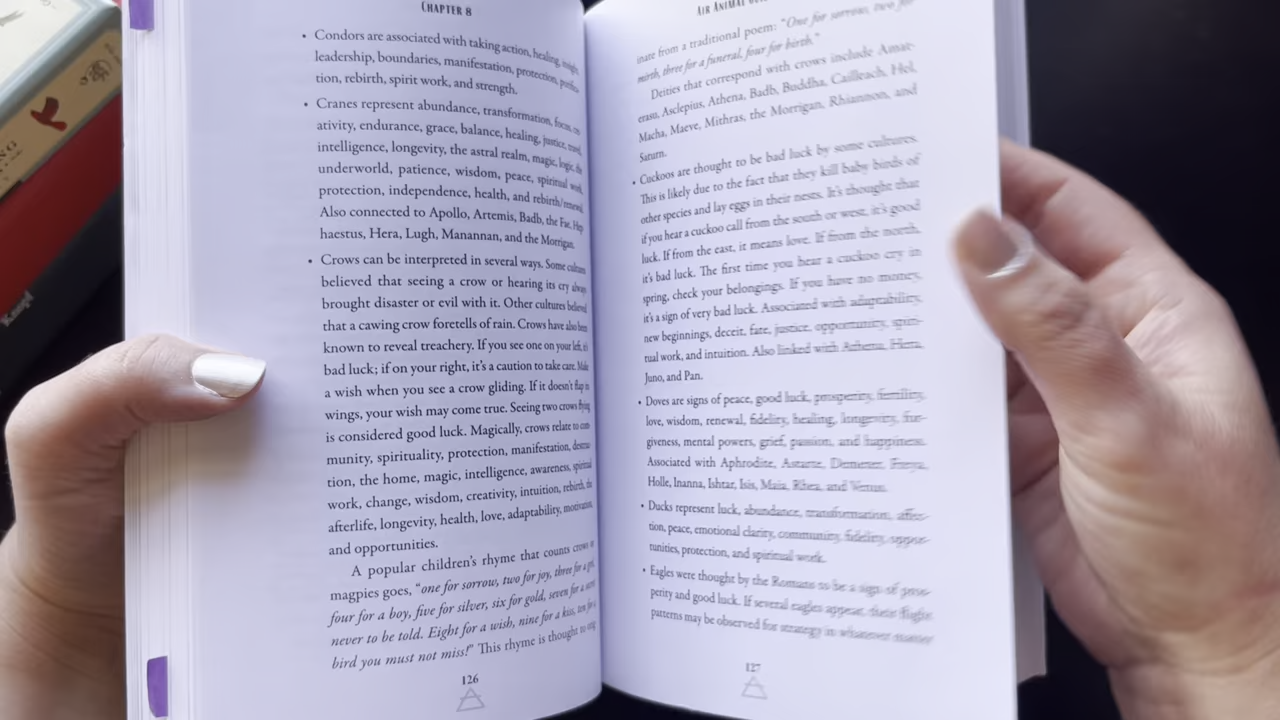 CHAPTER 8
• Condors are associated with taking action, healing, insight,
leadership, boundaries, manifestation, protection, purifica-
tion, rebirth, spirit work, and strength.
• Cranes represent abundance, transformation, focus, cre-
ativity, endurance, grace, balance, healing, justice, travel,
intelligence, longevity, the astral realm, magic, logic, the
underworld, patience, wisdom, peace, spiritual work,
protection, independence, health, and rebirth/renewal.
Also connected to Apollo, Artemis, Badb, the Fae, Hep
haestus, Hera, Lugh, Manannan, and the Morrigan.
• Crows can be interpreted in several ways. Some cultures
believed that seeing a crow or hearing its cry always
brought disaster or evil with it. Other cultures believed
that a cawing crow foretells of rain. Crows have also been
known to reveal treachery. If you see one on your left, it's
bad luck; if on your right, it's a caution to take care. Make
a wish when you see a crow gliding. If it doesn't flap its
wings, your wish may come true. Seeing two crows flying
is considered good luck. Magically, crows relate to com
munity, spirituality, protection, manifestation, destruc
tion, the home, magic, intelligence, awareness, spiritual
work, change, wisdom, creativity, intuition, rebirth, the
afterlife, longevity, health, love, adaptability, motivation,
and opportunities.
A popular children's rhyme that counts crows or
magpies goes, "one for sorrow, two for joy, three for a girl,
four for a boy, five for silver, six for gold, seven for a secret
never to be told. Eight for a wish, nine for a kiss, ten for a
bird you must not miss!" This rhyme is thought to orig
126
AIR ANIMAL
inate from a traditional poem: "One for sorrow, two for
mirth, three for a funeral, four for birth."
Deities that correspond with crows include Amat-
erasu, Asclepius, Athena, Badb, Buddha, Cailleach, Hel,
Macha, Maeve, Mithras, the Morrigan, Rhiannon, and
Saturn.
• Cuckoos are thought to be bad luck by some cultures.
This is likely due to the fact that they kill baby birds of
other species and lay eggs in their nests. It's thought that
if you hear a cuckoo call from the south or west, it's good
luck. If from the east, it means love. If from the north,
it's bad luck. The first time you hear a cuckoo cry in
spring, check your belongings. If you have no money,
it's a sign of very bad luck. Associated with adaptability,
new beginnings, deceit, fate, justice, opportunity, spiri-
tual work, and intuition. Also linked with Athena, Hera,
Juno, and Pan.
• Doves are signs of peace, good luck, prosperity, fertility,
love, wisdom, renewal, fidelity, healing, longevity, for-
giveness, mental powers, grief, passion, and happiness.
Associated with Aphrodite, Astarte, Demeter, Freya,
Holle, Inanna, Ishtar, Isis, Maia, Rhea, and Venus.
• Ducks represent luck, abundance, transformation, affec-
tion, peace, emotional clarity, community, fidelity, oppor-
tunities, protection, and spiritual work.
• Eagles were thought by the Romans to be a sign of pros-
perity and good luck. If several eagles appear, their flight
patterns may be observed for strategy in whatever matter
127
Knopf